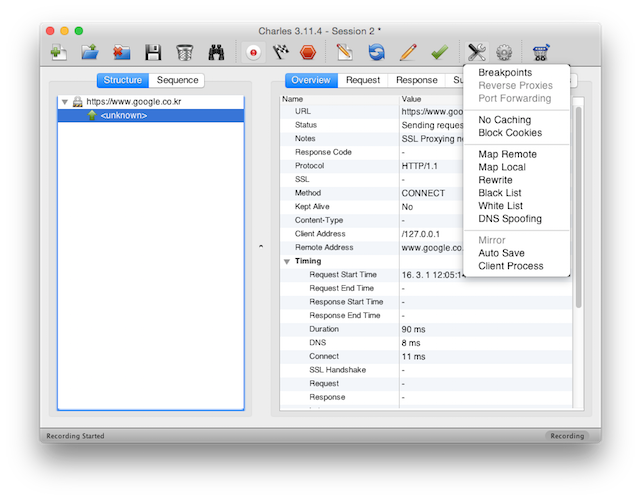 Charles 3.11.4 - Session 2 *
Structure Sequence
https://www.google.co.kr
<unknown>
Overview Request Response
Name Value
URL https://www.goo
Status Sending reques
Notes SSL Proxying n
Response Code -
Protocol HTTP/1.1
SSL -
Method CONNECT
Kept Alive No
Content-Type -
Client Address /127.0.0.1
Remote Address www.google.co.
Timing
Request Start Time 16. 3. 1 12:05:1
Request End Time -
Response Start Time -
Response End Time -
Duration 90 ms
DNS 8 ms
Connect 11 ms
SSL Handshake -
Request -
Response -
Breakpoints
Reverse Proxies
Port Forwarding
No Caching
Block Cookies
Map Remote
Map Local
Rewrite
Black List
White List
DNS Spoofing
Mirror
Auto Save
Client Process
Recording Started Recording